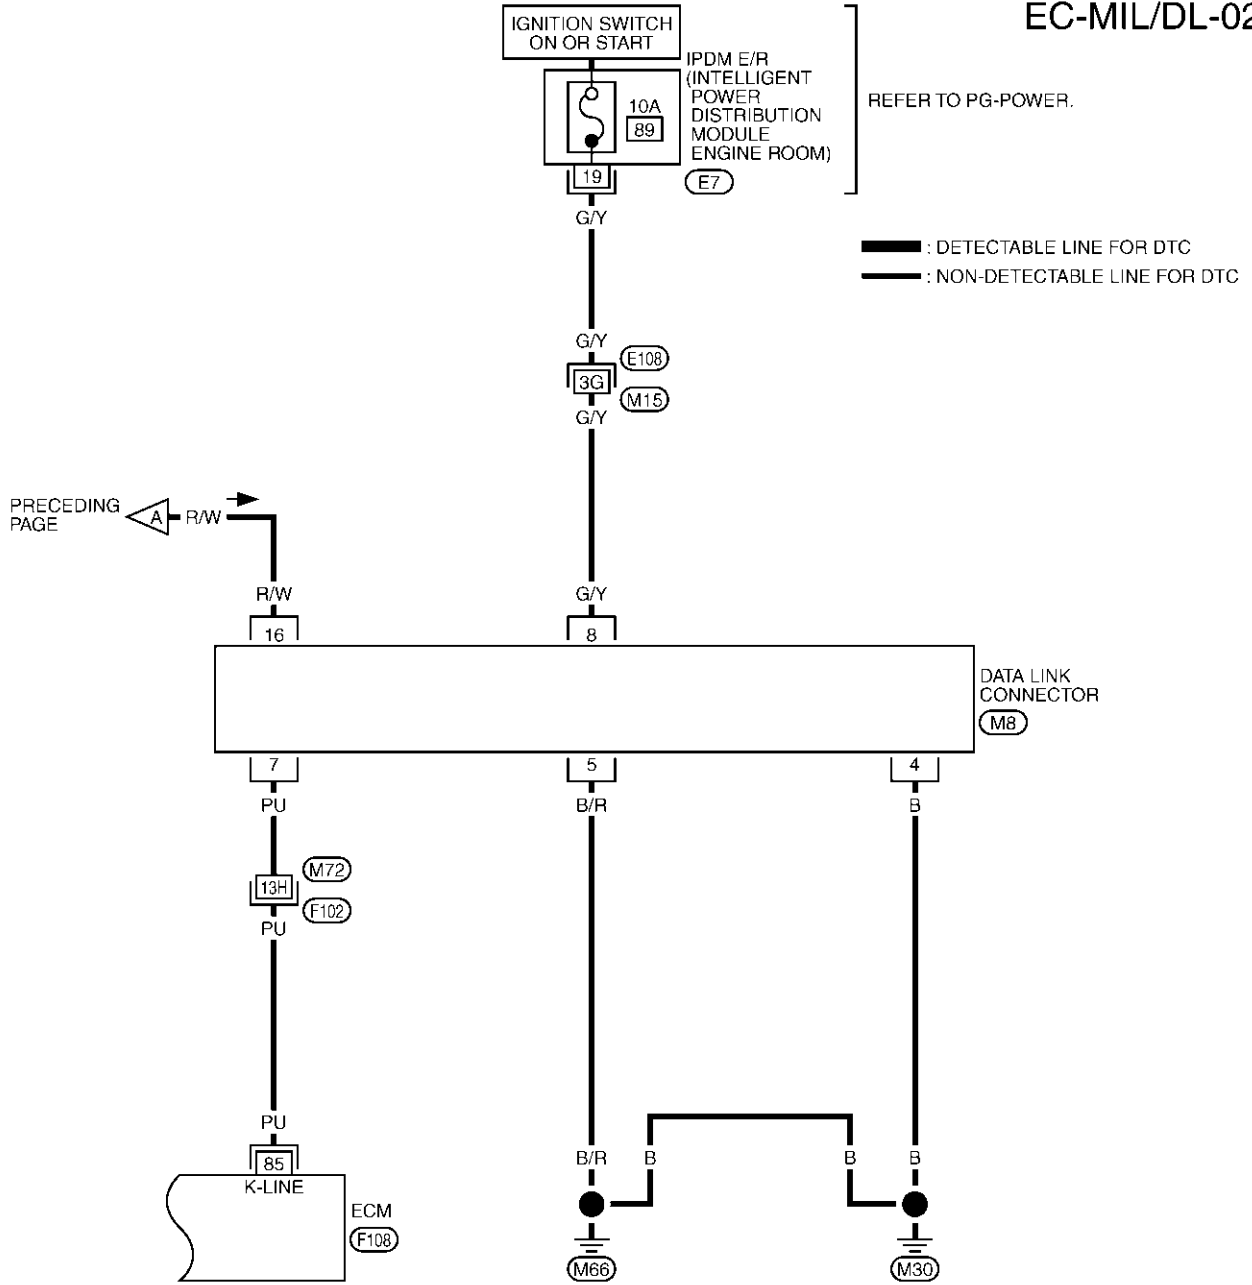 EC-MIL/DL-02
IGNITION SWITCH
ON OR START
IPDM E/R
(INTELLIGENT
POWER
DISTRIBUTION
MODULE
ENGINE ROOM)
10A
89
19
E7
REFER TO PG-POWER.
G/Y
: DETECTABLE LINE FOR DTC
: NON-DETECTABLE LINE FOR DTC
G/Y
E108
3G
M15
G/Y
PRECEDING
PAGE
A
R/W
R/W
G/Y
16
8
DATA LINK
CONNECTOR
M8
7
5
4
PU
B/R
B
M72
13H
F102
PU
PU
85
K-LINE
ECM
F108
B/R
B
B
B
M66
M30